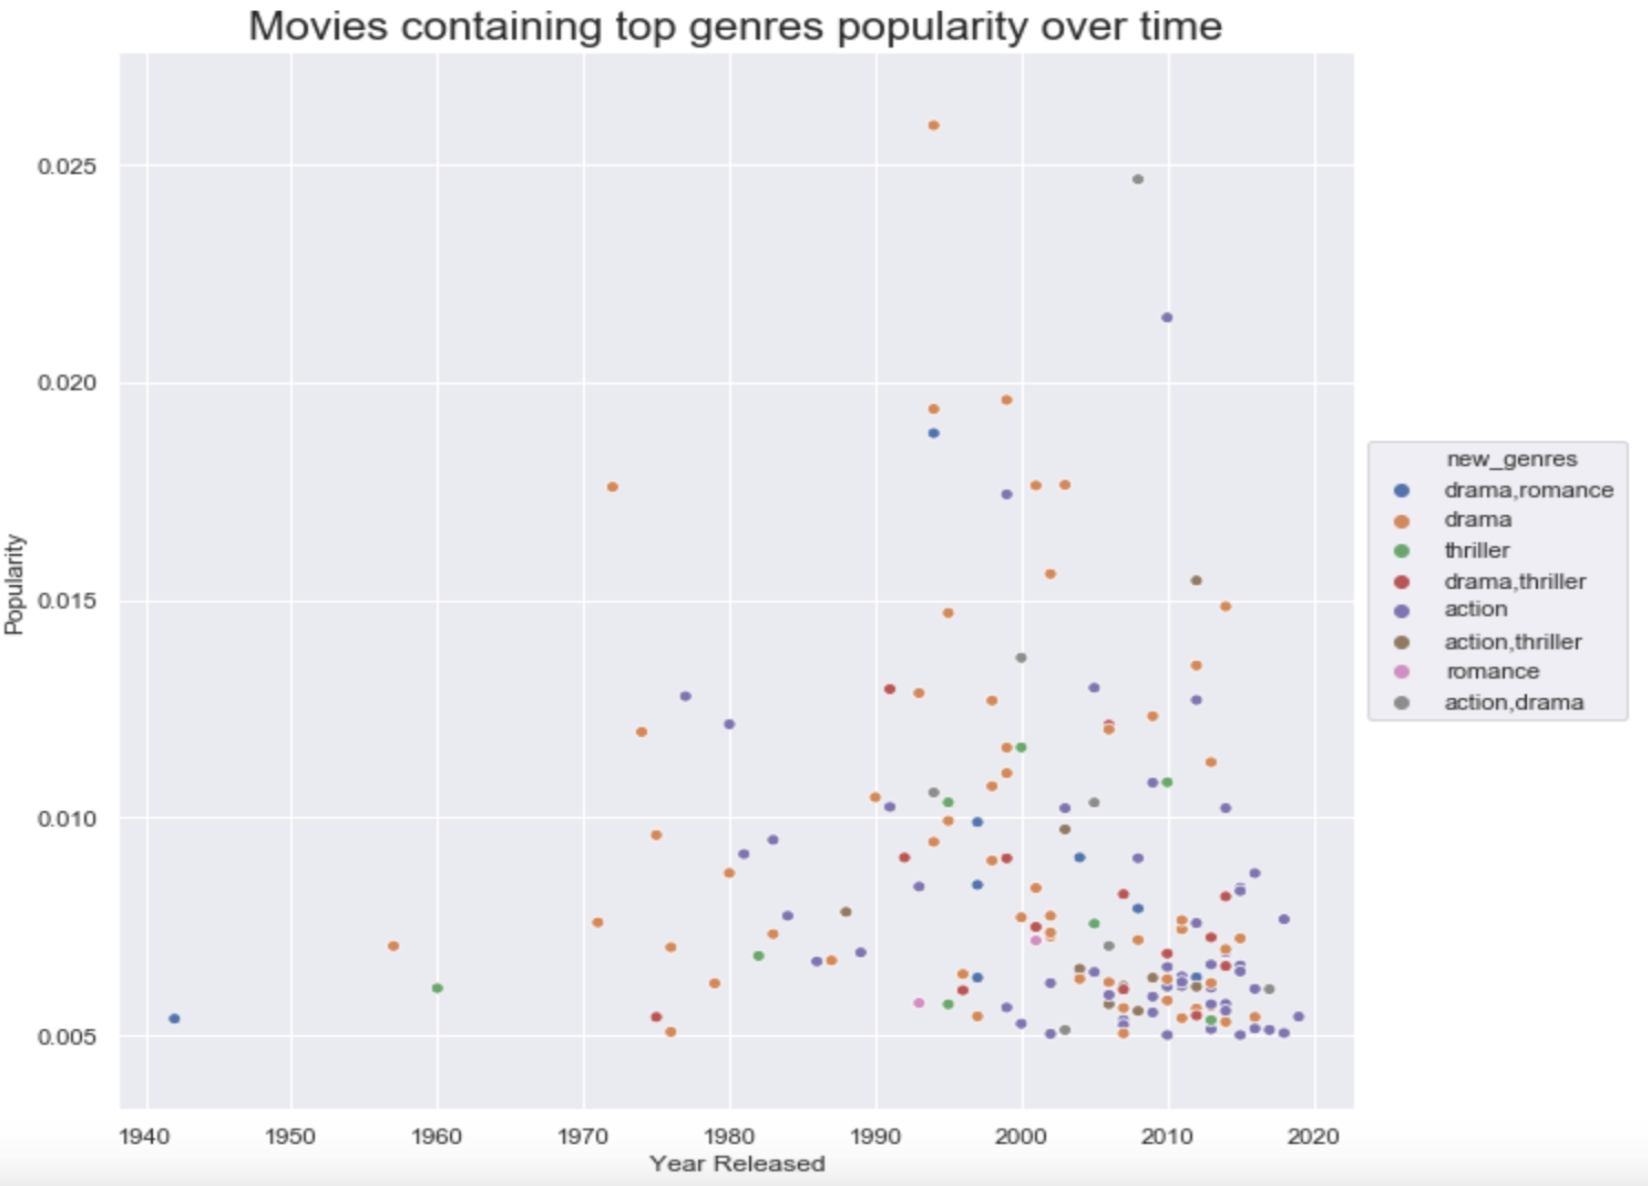 Movies containing top genres popularity over time
0.025
0.020
0.015
0.010
0.005
Popularity
1940 1950 1960 1970 1980 1990 2000 2010 2020
Year Released
new_genres
drama,romance
drama
thriller
drama,thriller
action
action,thriller
romance
action,drama